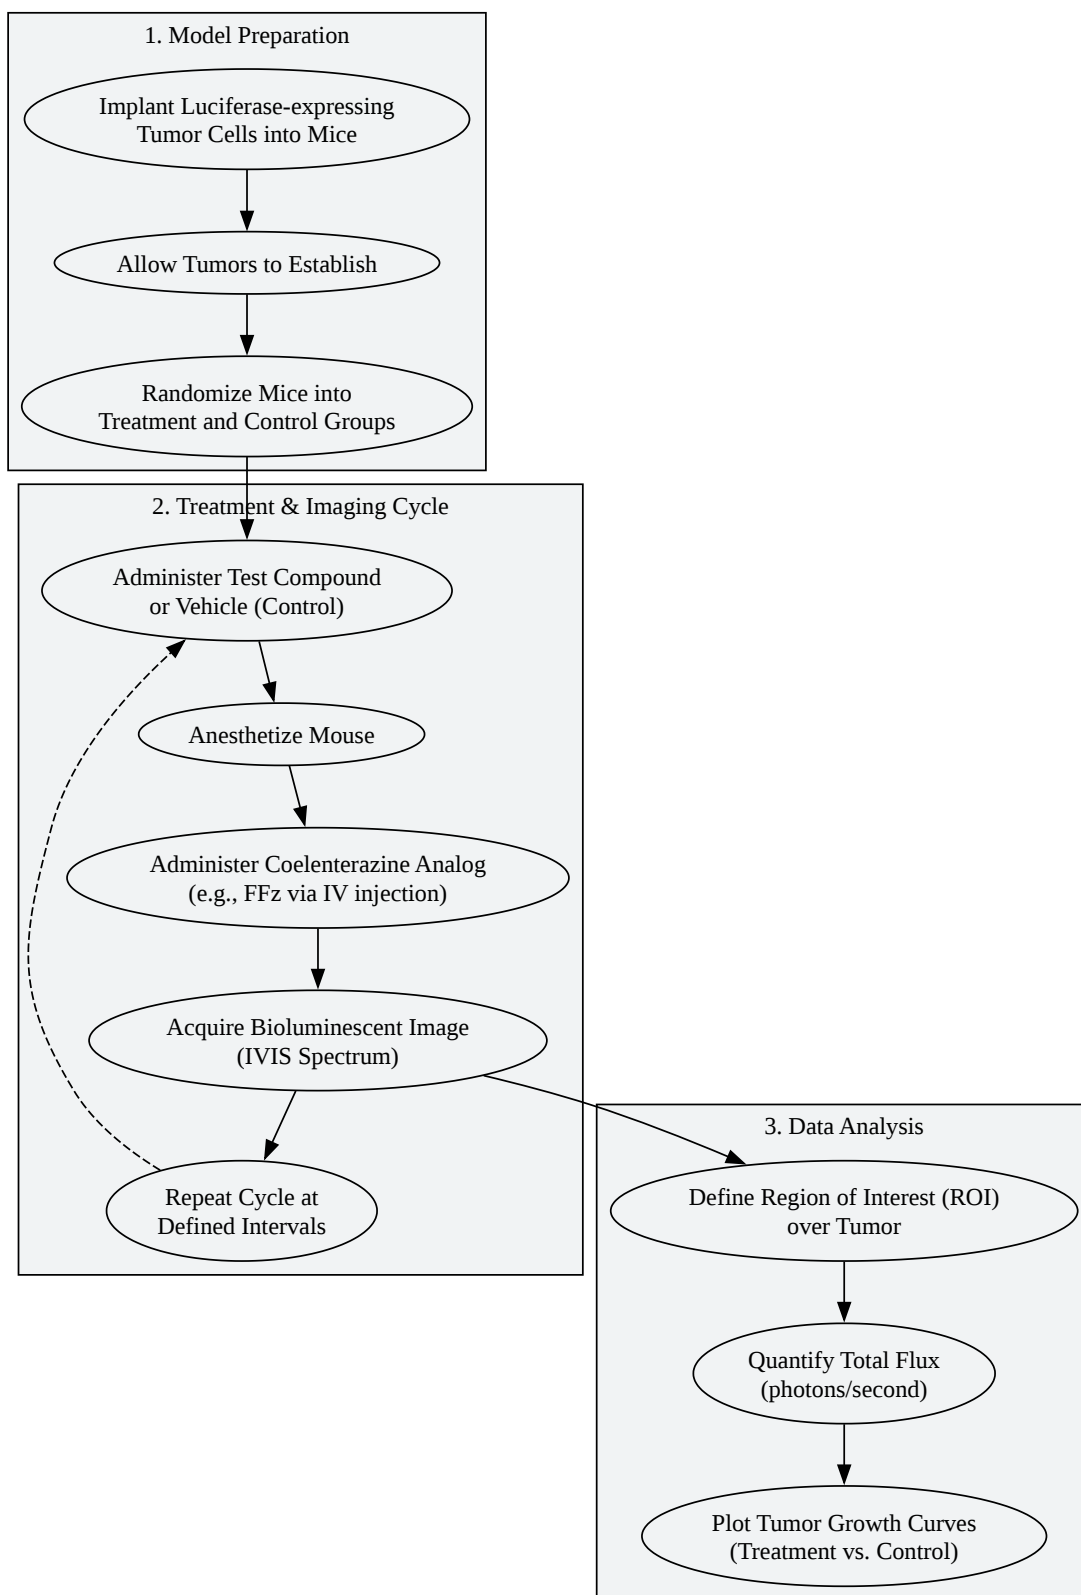 1. Model Preparation
Implant Luciferase-expressing
Tumor Cells into Mice
Allow Tumors to Establish
Randomize Mice into
Treatment and Control Groups
2. Treatment & Imaging Cycle
Administer Test Compound
or Vehicle (Control)
Anesthetize Mouse
Administer Coelenterazine Analog
(e.g., FFz via IV injection)
Acquire Bioluminescent Image
(IVIS Spectrum)
Repeat Cycle at
Defined Intervals
3. Data Analysis
Define Region of Interest (ROI)
over Tumor
Quantify Total Flux
(photons/second)
Plot Tumor Growth Curves
(Treatment vs. Control)